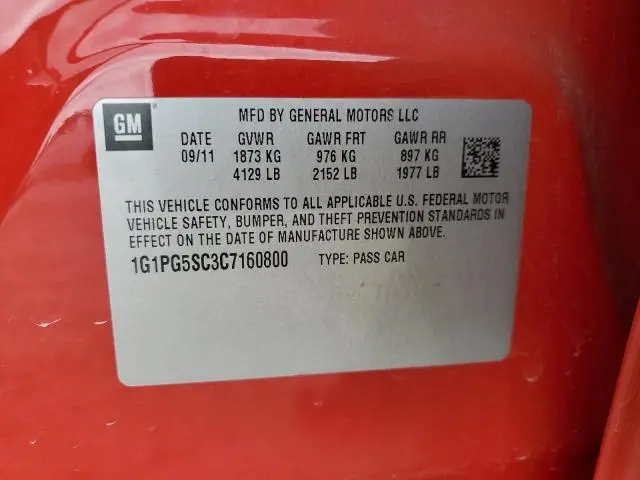 GM
MFD BY GENERAL MOTORS LLC
DATE GVWR GAWR FRT GAWR RR
09/11 1873 KG 976 KG 897 KG
4129 LB 2152 LB 1977 LB
THIS VEHICLE CONFORMS TO ALL APPLICABLE U.S. FEDERAL MOTOR
VEHICLE SAFETY, BUMPER, AND THEFT PREVENTION STANDARDS IN
EFFECT ON THE DATE OF MANUFACTURE SHOWN ABOVE.
1G1PG5SC3C7160800 TYPE: PASS CAR